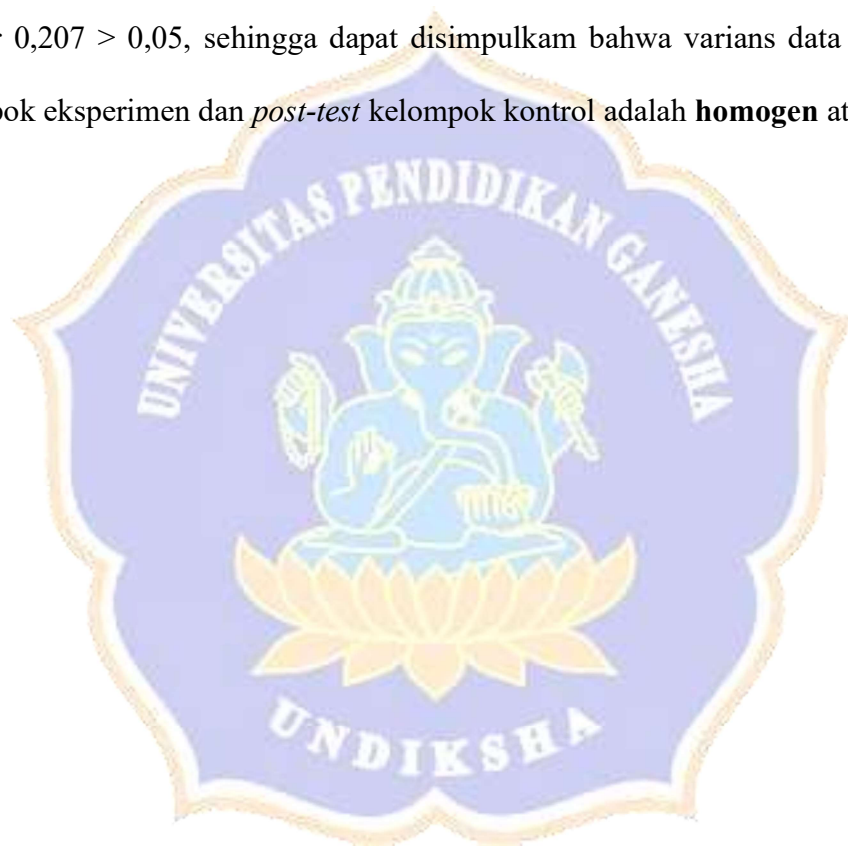 0,207 > 0,05, sehingga dapat disimpulkam bahwa varians data
ok eksperimen dan post-test kelompok kontrol adalah homogen at
UNIVERSITAS PENDIDIKAN GANESHA
UNDIKSHA